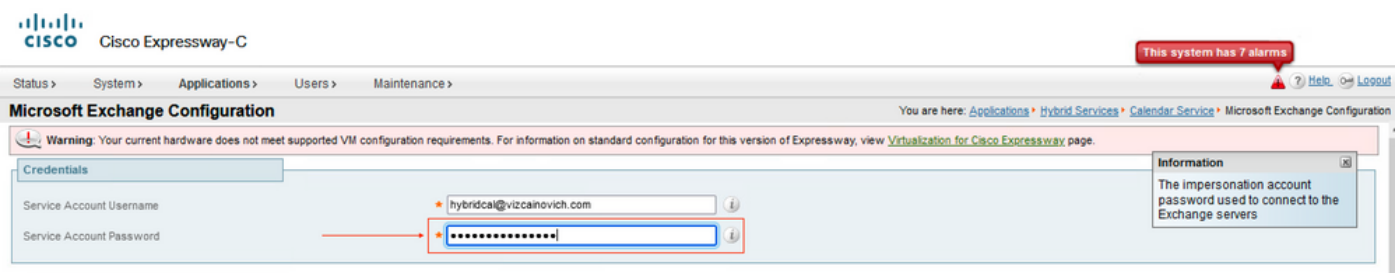 CISCO Cisco Expressway-C
This system has 7 alarms
Status > System > Applications > Users > Maintenance > Help Logout
Microsoft Exchange Configuration You are here: Applications Hybrid Services Calendar Service Microsoft Exchange Configuration
Warning: Your current hardware does not meet supported VM configuration requirements. For information on standard configuration for this version of Expressway, view Virtualization for Cisco Expressway page.
Credentials
Service Account Username * hybridcal@vizcainovich.com
Service Account Password * •••••••••••••••
Information
The impersonation account
password used to connect to the
Exchange servers